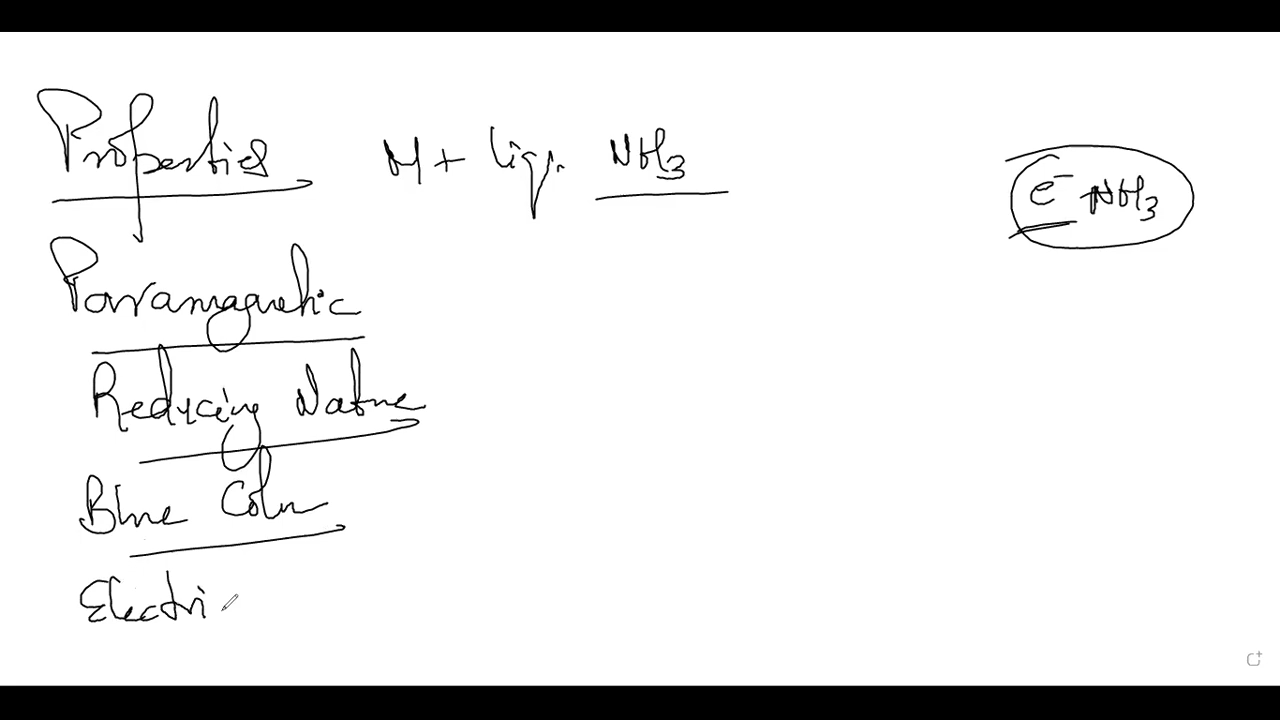 Properties M + liq. NH3
e- NH3
Paramagnetic
Reducing Nature
Blue Colour
Electri